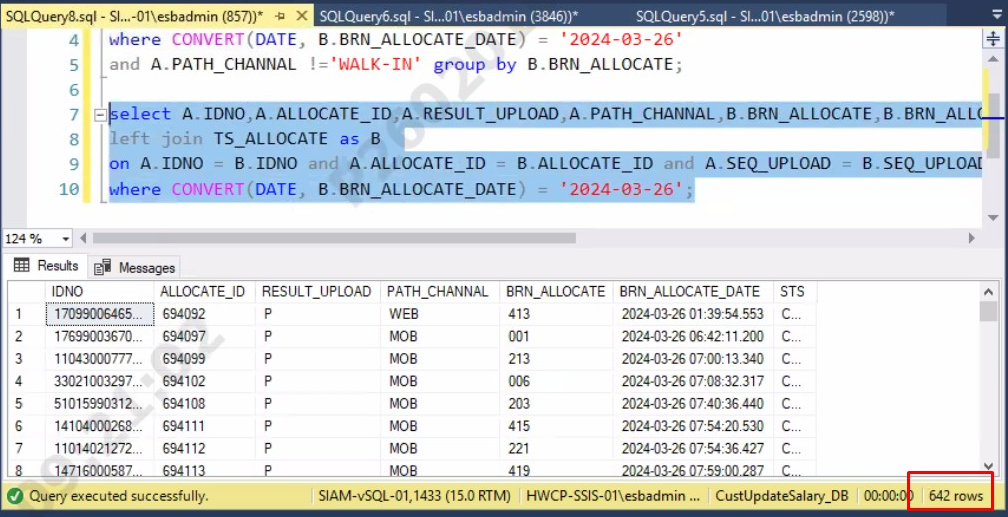 SQLQuery8.sql - Sl...-01\esbadmin (857))* SQLQuery6.sql - Sl...01\esbadmin (3846))* SQLQuery5.sql - Sl...01\esbadmin (2598))*
4 where CONVERT(DATE, B.BRN_ALLOCATE_DATE) = '2024-03-26'
5 and A.PATH_CHANNAL !='WALK-IN' group by B.BRN_ALLOCATE;
6
7 select A.IDNO,A.ALLOCATE_ID,A.RESULT_UPLOAD,A.PATH_CHANNAL,B.BRN_ALLOCATE,B.BRN_ALLO
8 left join TS_ALLOCATE as B
9 on A.IDNO = B.IDNO and A.ALLOCATE_ID = B.ALLOCATE_ID and A.SEQ_UPLOAD = B.SEQ_UPLOAD
10 where CONVERT(DATE, B.BRN_ALLOCATE_DATE) = '2024-03-26';
124 %
Results Messages
IDNO ALLOCATE_ID RESULT_UPLOAD PATH_CHANNAL BRN_ALLOCATE BRN_ALLOCATE_DATE STS
1 17099006465... 694092 P WEB 413 2024-03-26 01:39:54.553 C...
2 17699003670... 694097 P MOB 001 2024-03-26 06:42:11.200 C...
3 11043000777... 694099 P MOB 213 2024-03-26 07:00:13.340 C...
4 33021003297... 694102 P MOB 006 2024-03-26 07:08:32.317 C...
5 51015990312... 694108 P MOB 203 2024-03-26 07:40:36.440 C...
6 14104000268... 694111 P MOB 415 2024-03-26 07:54:20.530 C...
7 11014021272... 694112 P MOB 221 2024-03-26 07:54:36.427 C...
8 14716000587... 694113 P MOB 419 2024-03-26 07:59:00.287 C...
Query executed successfully. SIAM-vSQL-01,1433 (15.0 RTM) HWCP-SSIS-01\esbadmin ... CustUpdateSalary_DB 00:00:00 642 rows